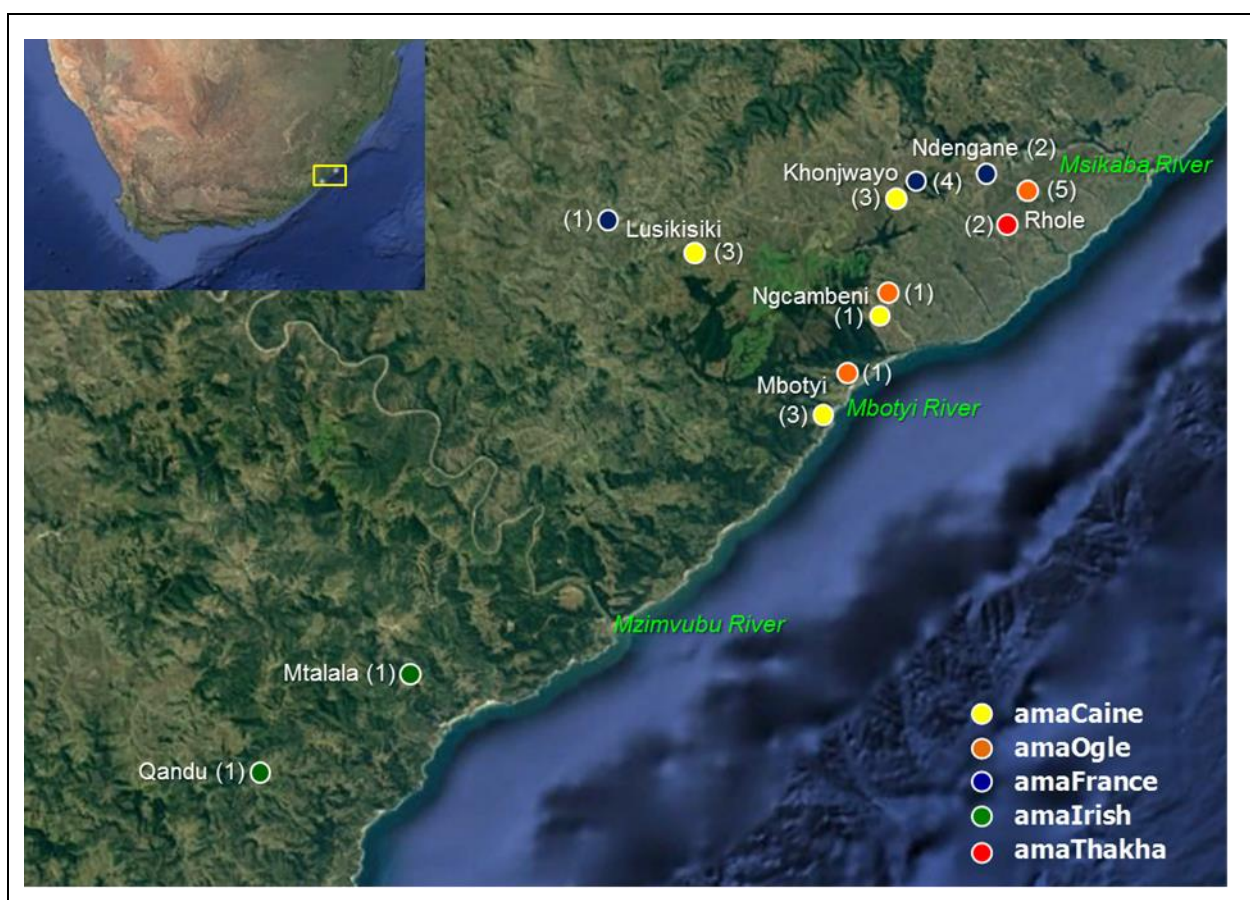 Ndengane (2)
Msikaba River
Khonjwayo
(4)
(5)
(3)
(2) Rhole
(1)
Lusikisiki
(3)
Ngcambeni
(1)
(1)
Mbotyi
(1)
(3)
Mbotyi River
Mzimvubu River
Mtalala (1)
Qandu (1)
amaCaine
amaOgle
amaFrance
amaIrish
amaThakha